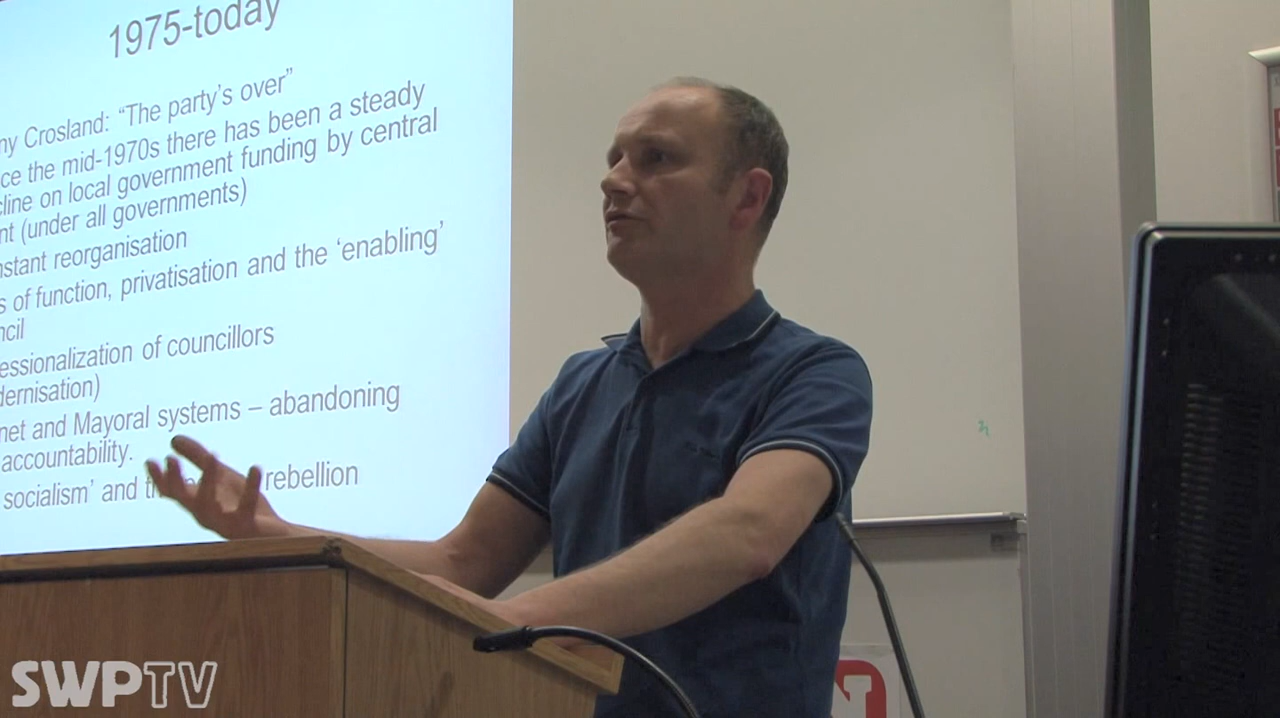 1975-today
ny Crosland: “The party’s over”
ce the mid-1970s there has been a steady
cline on local government funding by central
nt (under all governments)
nstant reorganisation
s of function, privatisation and the ‘enabling’
ncil
essionalization of councillors
dernisation)
net and Mayoral systems – abandoning
accountability.
socialism’ and rebellion
SWPTV